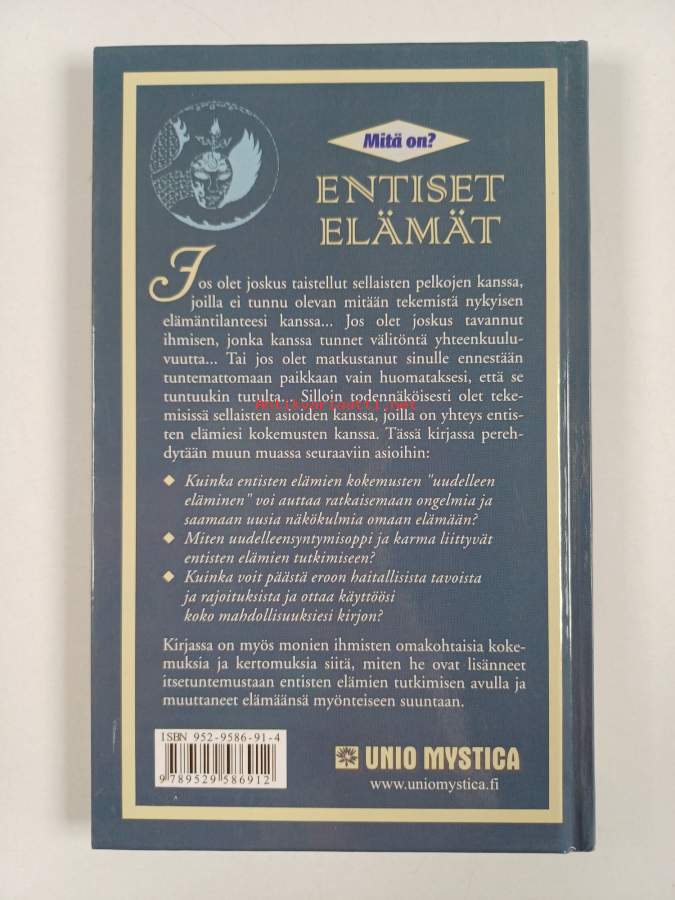 Mitä on?
ENTISET
ELÄMÄT
Jos olet joskus taistellut sellaisten pelkojen kanssa,
joilla ei tunnu olevan mitään tekemistä nykyisen
elämäntilanteesi kanssa... Jos olet joskus tavannut
ihmisen, jonka kanssa tunnet välitöntä yhteenkuulu-
vuutta... Tai jos olet matkustanut sinulle ennestään
tuntemattomaan paikkaan vain huomataksesi, että se
tuntuukin tutulta... Silloin todennäköisesti olet teke-
Antikvariaatti.net
misissä sellaisten asioiden kanssa, joilla on yhteys entis-
ten elämiesi kokemusten kanssa. Tässä kirjassa pereh-
dytään muun muassa seuraaviin asioihin:
◆ Kuinka entisten elämien kokemusten "uudelleen
eläminen" voi auttaa ratkaisemaan ongelmia ja
saamaan uusia näkökulmia omaan elämään?
◆ Miten uudelleensyntymisoppi ja karma liittyvät
entisten elämien tutkimiseen?
◆ Kuinka voit päästä eroon haitallisista tavoista
ja rajoituksista ja ottaa käyttöösi
koko mahdollisuuksiesi kirjon?
Kirjassa on myös monien ihmisten omakohtaisia koke-
muksia ja kertomuksia siitä, miten he ovat lisänneet
itsetuntemustaan entisten elämien tutkimisen avulla ja
muuttaneet elämäänsä myönteiseen suuntaan.
ISBN 952-9586-91-4
9 789529 586912
UNIO MYSTICA
www.uniomystica.fi